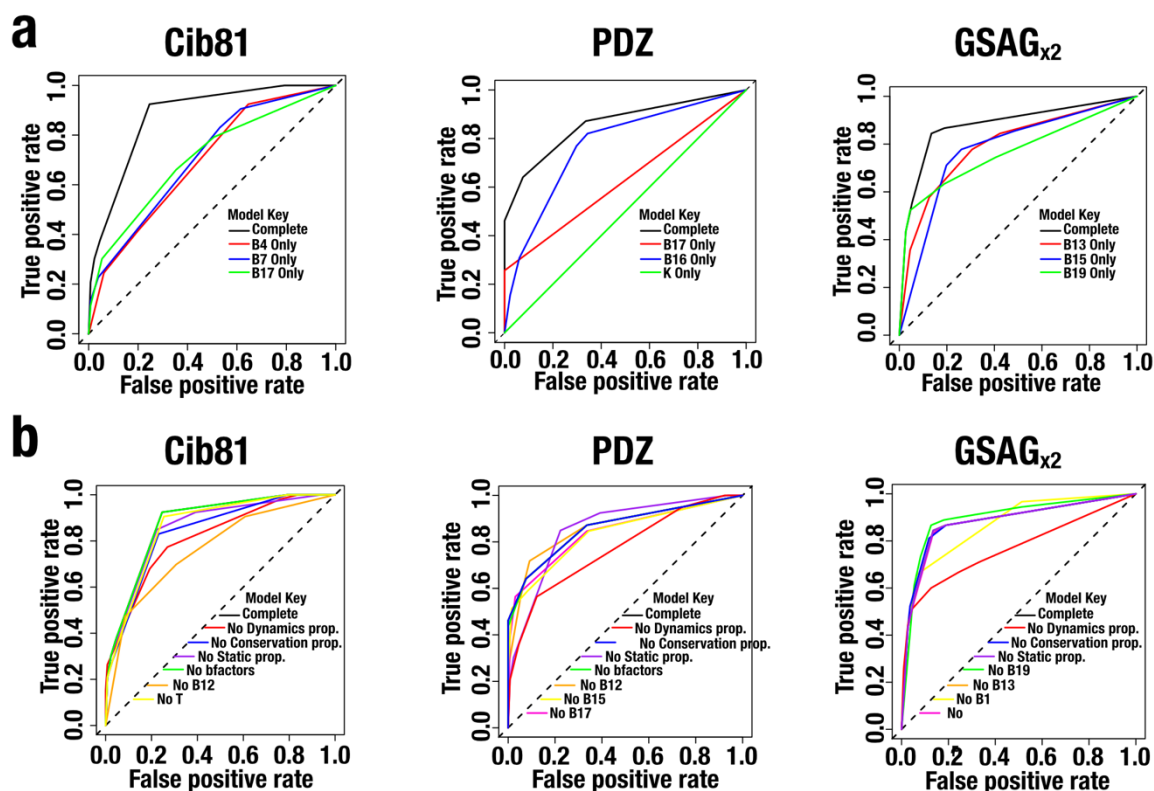 a
Cib81
PDZ
GSAGx2
True positive rate
0.0 0.2 0.4 0.6 0.8 1.0
Model Key
Complete
B4 Only
B7 Only
B17 Only
0.0 0.2 0.4 0.6 0.8 1.0
False positive rate
True positive rate
0.0 0.2 0.4 0.6 0.8 1.0
Model Key
Complete
B17 Only
B16 Only
K Only
0.0 0.2 0.4 0.6 0.8 1.0
False positive rate
True positive rate
0.0 0.2 0.4 0.6 0.8 1.0
Model Key
Complete
B13 Only
B15 Only
B19 Only
0.0 0.2 0.4 0.6 0.8 1.0
False positive rate
b
Cib81
PDZ
GSAGx2
True positive rate
0.0 0.2 0.4 0.6 0.8 1.0
Model Key
Complete
No Dynamics prop.
No Conservation prop.
No Static prop.
No bfactors
No B12
No T
0.0 0.2 0.4 0.6 0.8 1.0
False positive rate
True positive rate
0.0 0.2 0.4 0.6 0.8 1.0
Model Key
Complete
No Dynamics prop.
No Conservation prop.
No Static prop.
No bfactors
No B12
No B15
No B17
0.0 0.2 0.4 0.6 0.8 1.0
False positive rate
True positive rate
0.0 0.2 0.4 0.6 0.8 1.0
Model Key
Complete
No Dynamics prop.
No Conservation prop.
No Static prop.
No B19
No B13
No B1
No
0.0 0.2 0.4 0.6 0.8 1.0
False positive rate